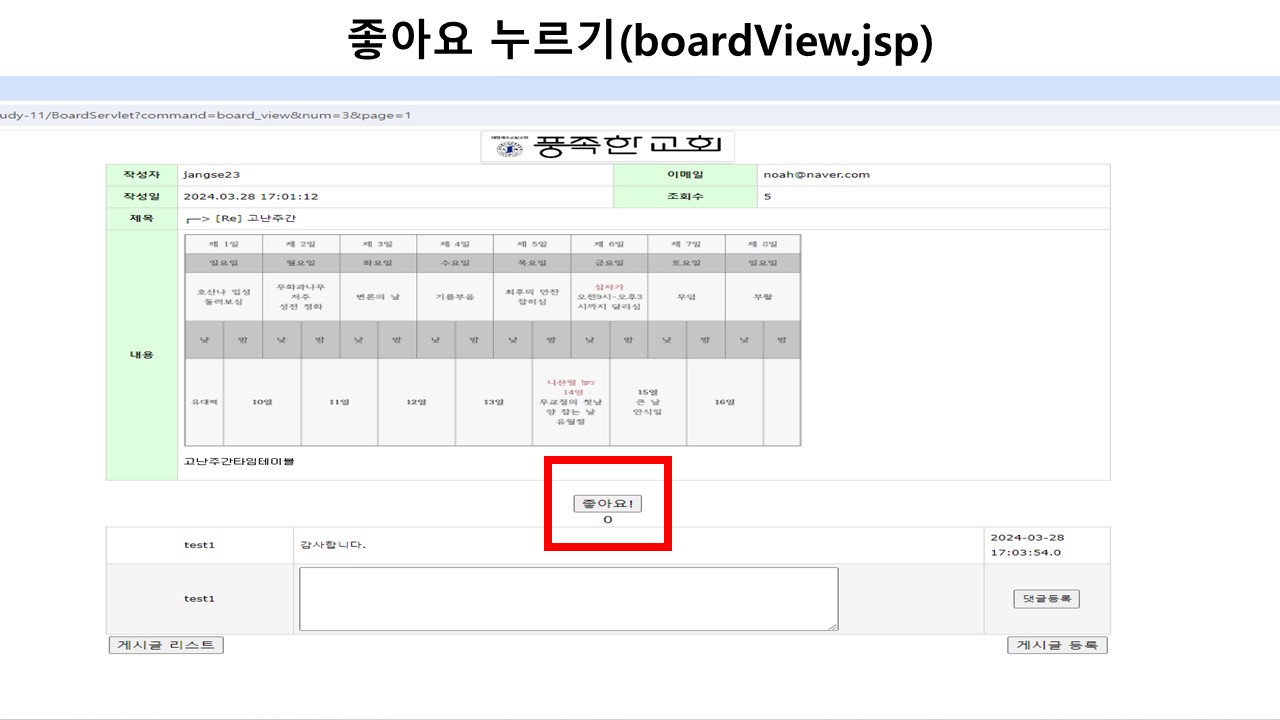 좋아요 누르기(boardView.jsp)
udy-11/BoardServlet?command=board_view&num=3&page=1
대한예수교장로회
풍족한교회
작성자 jangse23 이메일 noah@naver.com
작성일 2024.03.28 17:01:12 조회수 5
제목 ┌─> [Re] 고난주간
내용
제 1일 제 2일 제 3일 제 4일 제 5일 제 6일 제 7일 제 8일
일요일 월요일 화요일 수요일 목요일 금요일 토요일 일요일
호산나 입성
둘러보심
무화과나무
저주
성전 정화
변론의 날
기름부음
최후의 만찬
잡히심
십자가
오전9시-오후3
시까지 달리심
무덤
부활
낮 밤 낮 밤 낮 밤 낮 밤 낮 밤 낮 밤 낮 밤 낮 밤
유대력
10일
11일
12일
13일
니산월
14일
무교절의 첫날
양 잡는 날
유월절
15일
큰 날
안식일
16일
고난주간타임테이블
좋아요!
0
test1 감사합니다. 2024-03-28
17:03:54.0
test1 댓글등록
게시글 리스트 게시글 등록